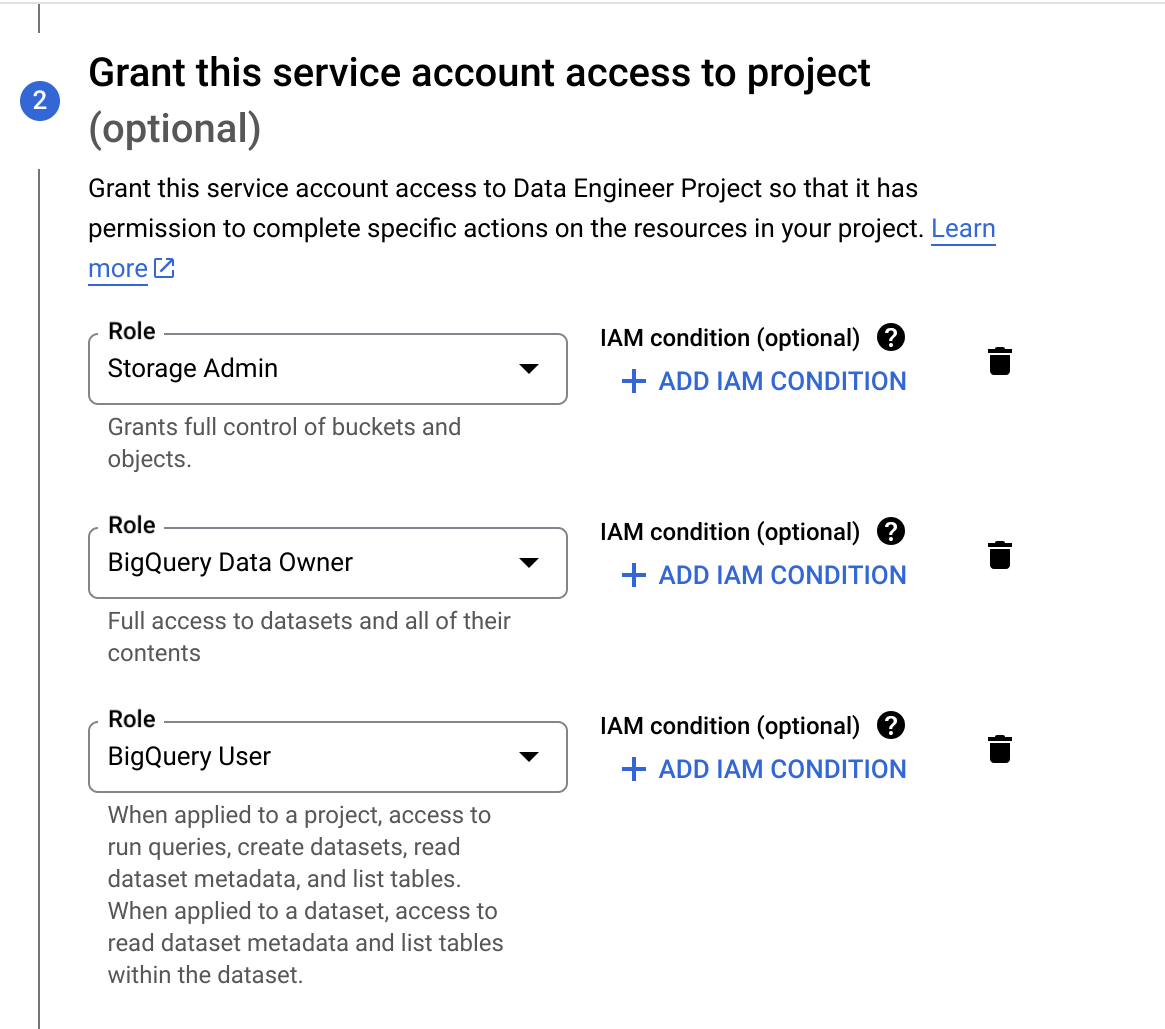 Grant this service account access to project
2
(optional)
Grant this service account access to Data Engineer Project so that it has
permission to complete specific actions on the resources in your project. Learn
more
Role
Storage Admin
IAM condition (optional)
ADD IAM CONDITION
Grants full control of buckets and
objects.
Role
BigQuery Data Owner
IAM condition (optional)
ADD IAM CONDITION
Full access to datasets and all of their
contents
Role
BigQuery User
IAM condition (optional)
ADD IAM CONDITION
When applied to a project, access to
run queries, create datasets, read
dataset metadata, and list tables.
When applied to a dataset, access to
read dataset metadata and list tables
within the dataset.